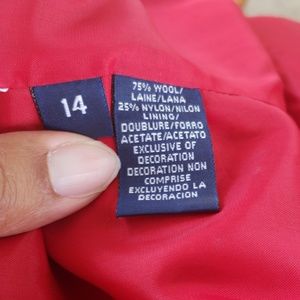 14
75% WOOL/
LAINE/LANA
25% NYLON/NILON
LINING/
DOUBLURE/FORRO
ACETATE/ACETATO
EXCLUSIVE OF
DECORATION
DECORATION NON
COMPRISE
EXCLUYENDO LA
DECORACION